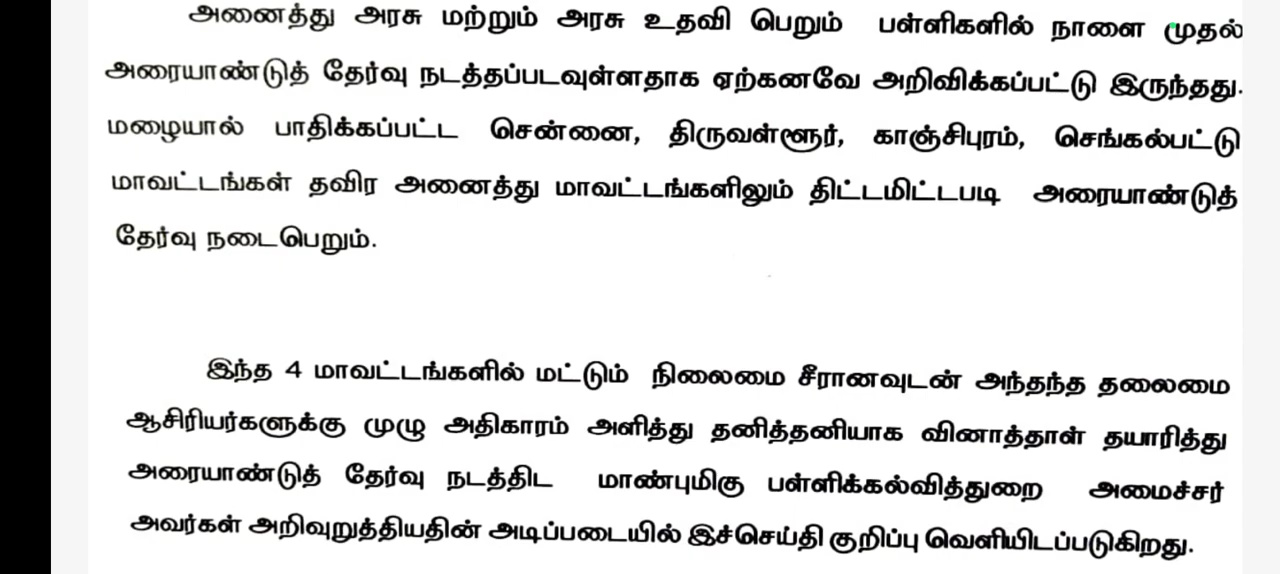 அனைத்து அரசு மற்றும் அரசு உதவி பெறும் பள்ளிகளில் நாளை முதல்
அரையாண்டுத் தேர்வு நடத்தப்படவுள்ளதாக ஏற்கனவே அறிவிக்கப்பட்டு இருந்தது.
மழையால் பாதிக்கப்பட்ட சென்னை, திருவள்ளூர், காஞ்சிபுரம், செங்கல்பட்டு
மாவட்டங்கள் தவிர அனைத்து மாவட்டங்களிலும் திட்டமிட்டபடி அரையாண்டுத்
தேர்வு நடைபெறும்.
இந்த 4 மாவட்டங்களில் மட்டும் நிலைமை சீரானவுடன் அந்தந்த தலைமை
ஆசிரியர்களுக்கு முழு அதிகாரம் அளித்து தனித்தனியாக வினாத்தாள் தயாரித்து
அரையாண்டுத் தேர்வு நடத்திட மாண்புமிகு பள்ளிக்கல்வித்துறை அமைச்சர்
அவர்கள் அறிவுறுத்தியதின் அடிப்படையில் இச்செய்தி குறிப்பு வெளியிடப்படுகிறது.